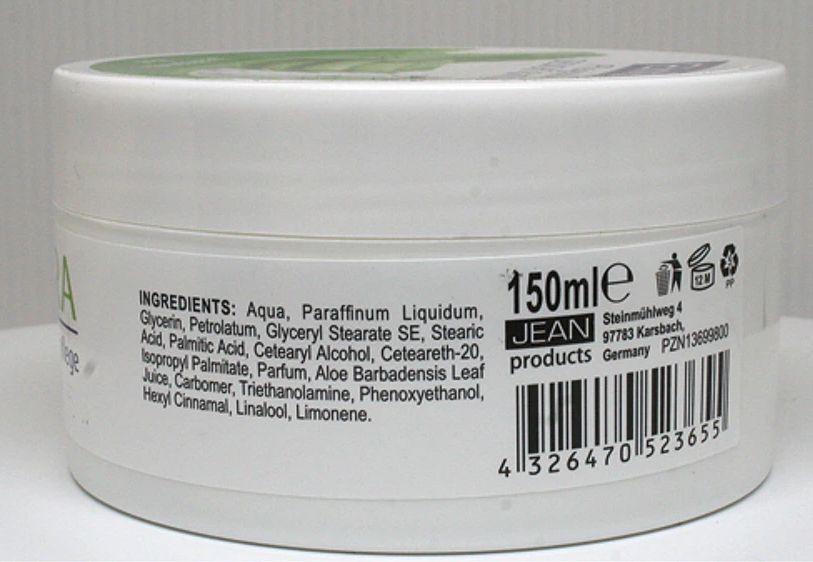 RA
lege
INGREDIENTS: Aqua, Paraffinum Liquidum,
Glycerin, Petrolatum, Glyceryl Stearate SE, Stearic
Acid, Palmitic Acid, Cetearyl Alcohol, Ceteareth-20,
Isopropyl Palmitate, Parfum, Aloe Barbadensis Leaf
Juice, Carbomer, Triethanolamine, Phenoxyethanol,
Hexyl Cinnamal, Linalool, Limonene.
150ml e
12 M
PP
JEAN
products
Steinmühlweg 4
97783 Karsbach,
Germany PZN13699800
4 326470 523655